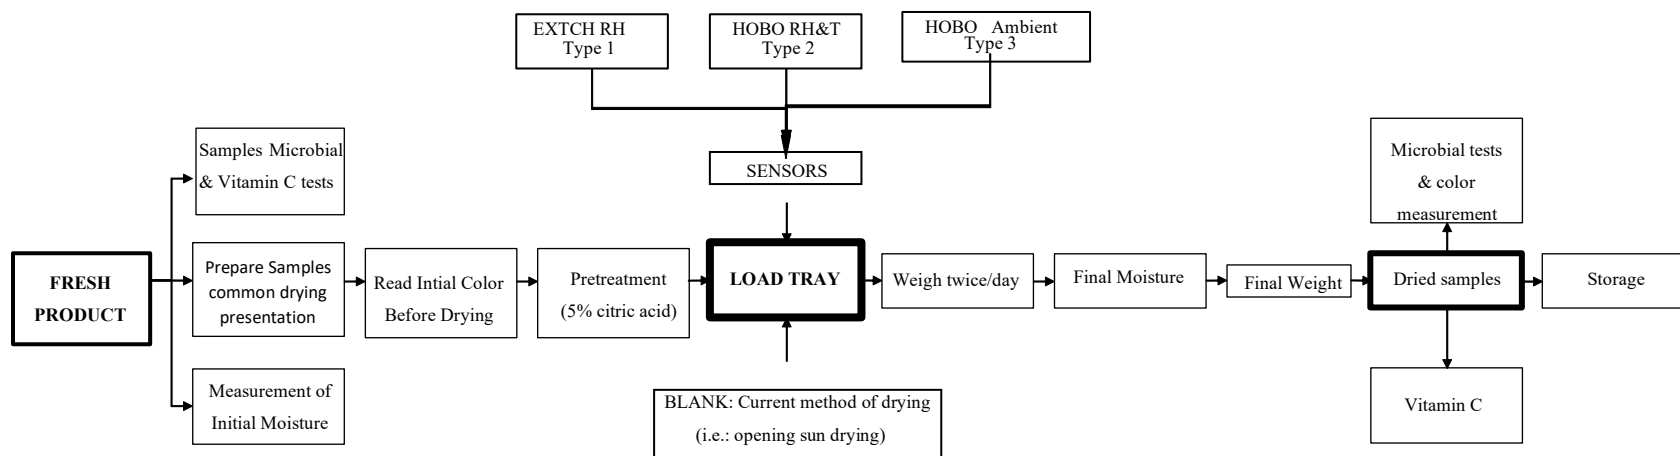 EXTCH RH
Type 1
HOBO RH&T
Type 2
HOBO Ambient
Type 3
SENSORS
Samples Microbial
& Vitamin C tests
FRESH
PRODUCT
Prepare Samples
common drying
presentation
Measurement of
Initial Moisture
Read Intial Color
Before Drying
Pretreatment
(5% citric acid)
LOAD TRAY
BLANK: Current method of drying
(i.e.: opening sun drying)
Weigh twice/day
Final Moisture
Final Weight
Dried samples
Microbial tests
& color
measurement
Vitamin C
Storage